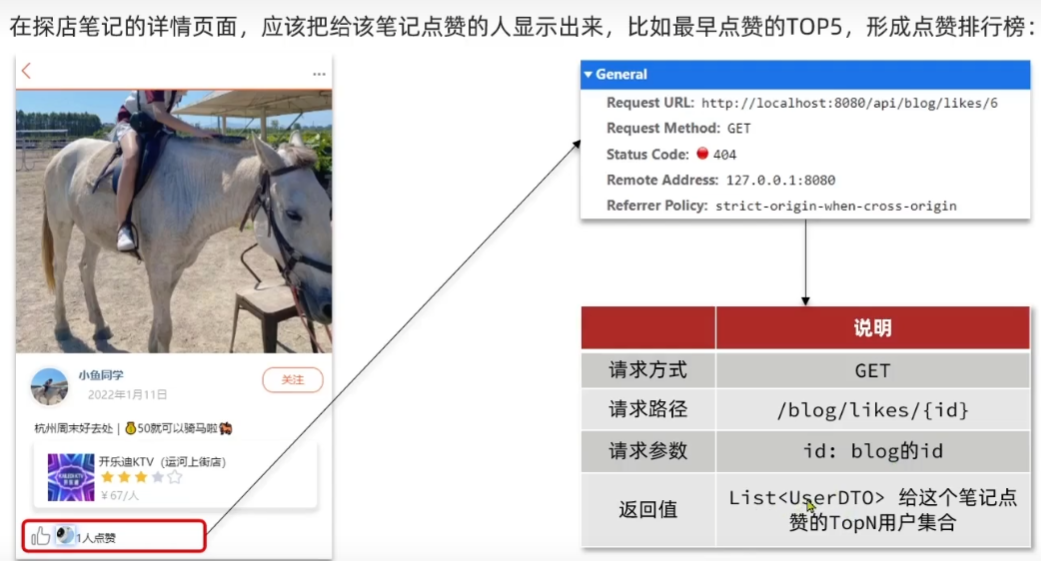 在探店笔记的详情页面，应该把给该笔记点赞的人显示出来，比如最早点赞的TOP5，形成点赞排行榜：
...
小鱼同学
2022年1月11日
关注
杭州周末好去处 | 💰50就可以骑马啦🐴
开乐迪KTV（运河上街店）
￥67/人
1人点赞
General
Request URL: http://localhost:8080/api/blog/likes/6
Request Method: GET
Status Code: 404
Remote Address: 127.0.0.1:8080
Referrer Policy: strict-origin-when-cross-origin
说明
请求方式 GET
请求路径 /blog/likes/{id}
请求参数 id: blog的id
返回值 List<UserDTO> 给这个笔记点
赞的TopN用户集合